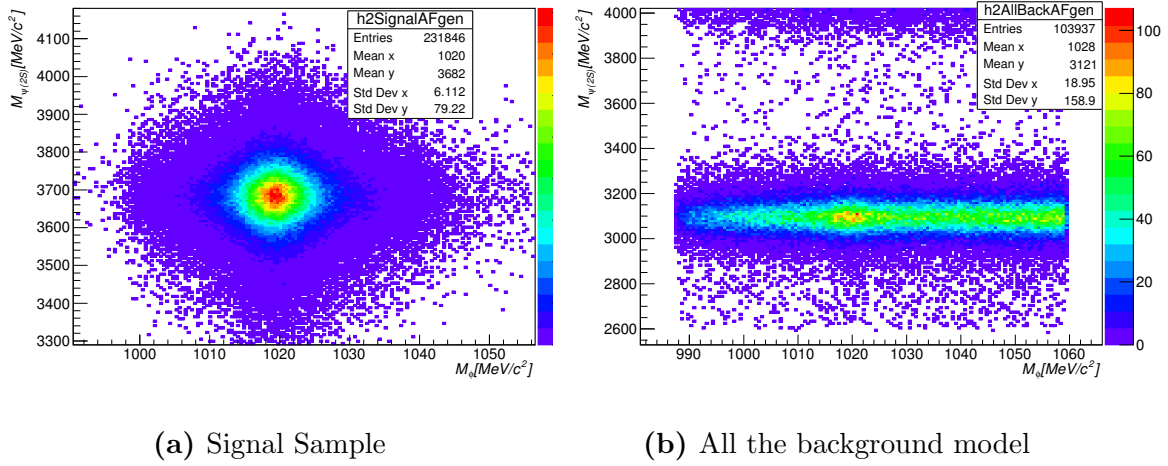 h2SignalAFgen
Entries 231846
Mean x 1020
Mean y 3682
Std Dev x 6.112
Std Dev y 79.22
M_ψ(2S)[MeV/c²]
4100
4000
3900
3800
3700
3600
3500
3400
3300
1000 1010 1020 1030 1040 1050
M_ϕ[MeV/c²]
(a) Signal Sample
h2AllBackAFgen
Entries 103937
Mean x 1028
Mean y 3121
Std Dev x 18.95
Std Dev y 158.9
M_ψ(2S)[MeV/c²]
4000
3800
3600
3400
3200
3000
2800
2600
990 1000 1010 1020 1030 1040 1050 1060
M_ϕ[MeV/c²]
100
80
60
40
20
0
(b) All the background model